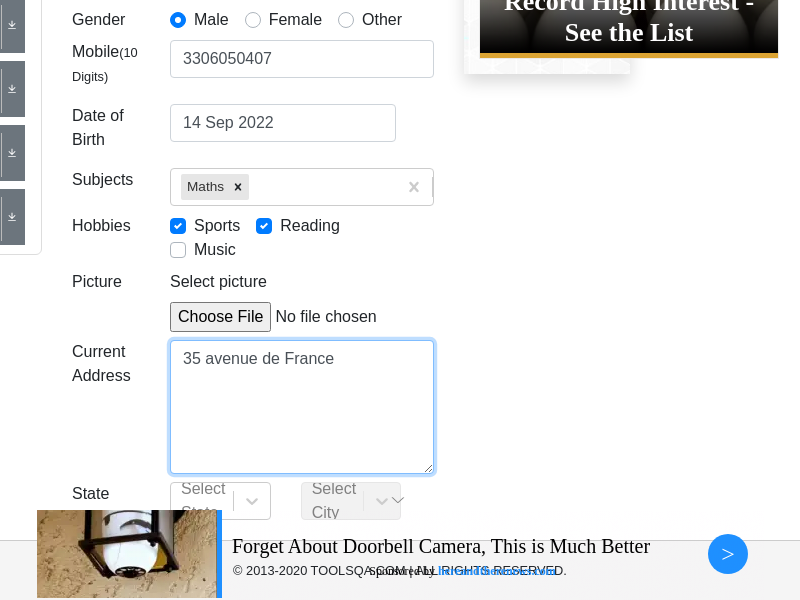 Record High Interest -
See the List
Gender
Male
Female
Other
Mobile(10
Digits)
3306050407
Date of
Birth
14 Sep 2022
Subjects
Maths
Hobbies
Sports
Reading
Music
Picture
Select picture
Choose File No file chosen
Current
Address
35 avenue de France
State
Select
Select
City
Forget About Doorbell Camera, This is Much Better
© 2013-2020 TOOLSQA.COM | ALL RIGHTS RESERVED.
Sponsored by
>